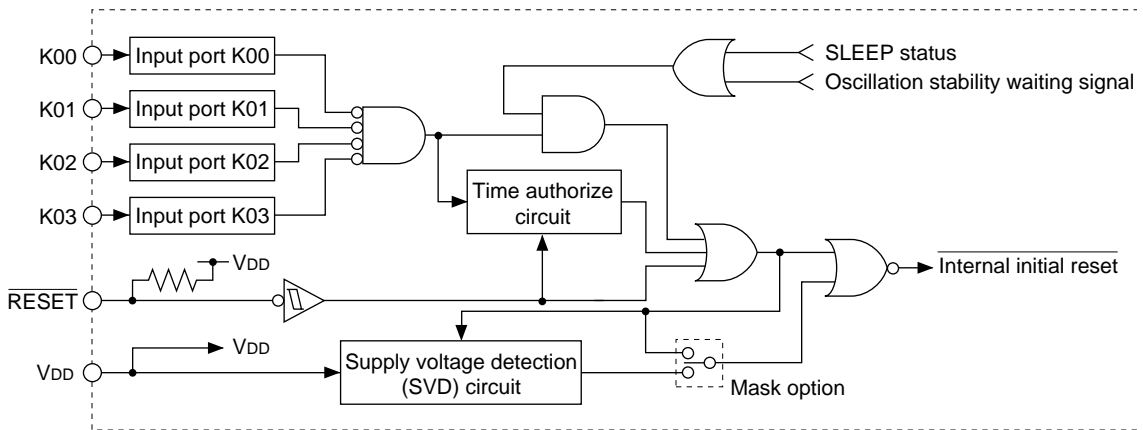 K00
Input port K00
K01
Input port K01
K02
Input port K02
K03
Input port K03
SLEEP status
Oscillation stability waiting signal
Time authorize
circuit
VDD
RESET
Internal initial reset
VDD
VDD
Supply voltage detection
(SVD) circuit
Mask option